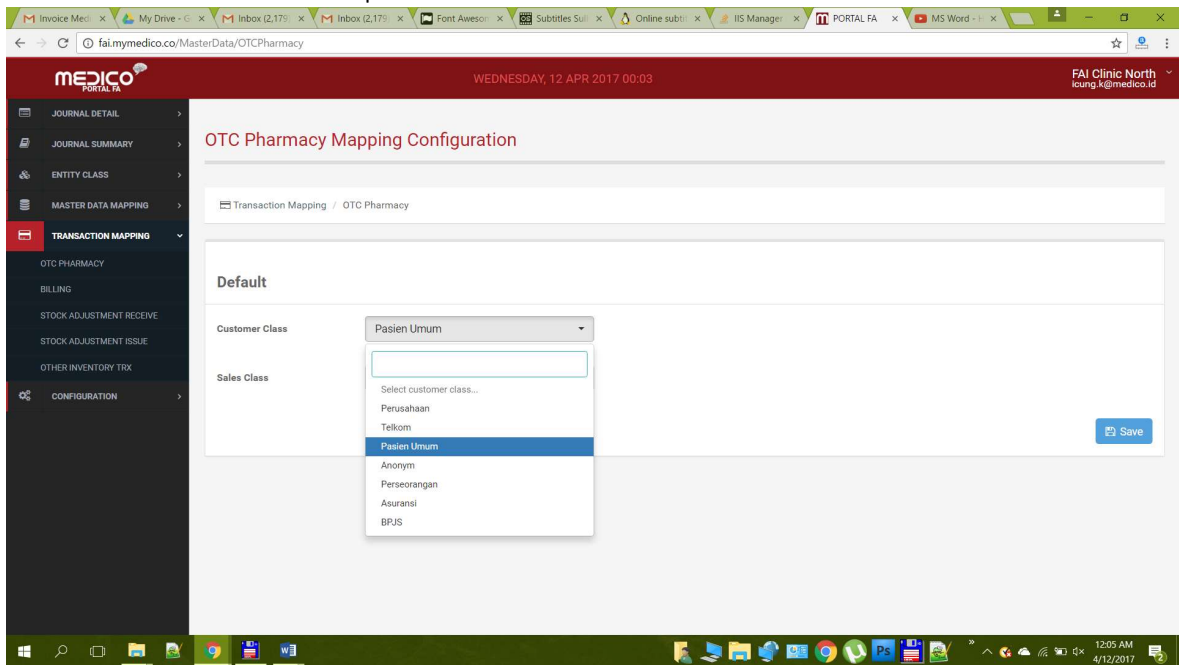 Invoice Medi
My Drive - G
Inbox (2,179)
Inbox (2,179)
Font Aweson
Subtitles Sub
Online subti
IIS Manager
PORTAL FA
MS Word - H
fai.mymedico.co/MasterData/OTCPharmacy
MEDICO
PORTAL FA
WEDNESDAY, 12 APR 2017 00:03
FAI Clinic North
icung.k@medico.id
JOURNAL DETAIL
JOURNAL SUMMARY
ENTITY CLASS
MASTER DATA MAPPING
TRANSACTION MAPPING
OTC PHARMACY
BILLING
STOCK ADJUSTMENT RECEIVE
STOCK ADJUSTMENT ISSUE
OTHER INVENTORY TRX
CONFIGURATION
OTC Pharmacy Mapping Configuration
Transaction Mapping / OTC Pharmacy
Default
Customer Class
Pasien Umum
Sales Class
Select customer class...
Perusahaan
Telkom
Pasien Umum
Anonym
Perseorangan
Asuransi
BPJS
Save
Ps
12:05 AM
4/12/2017